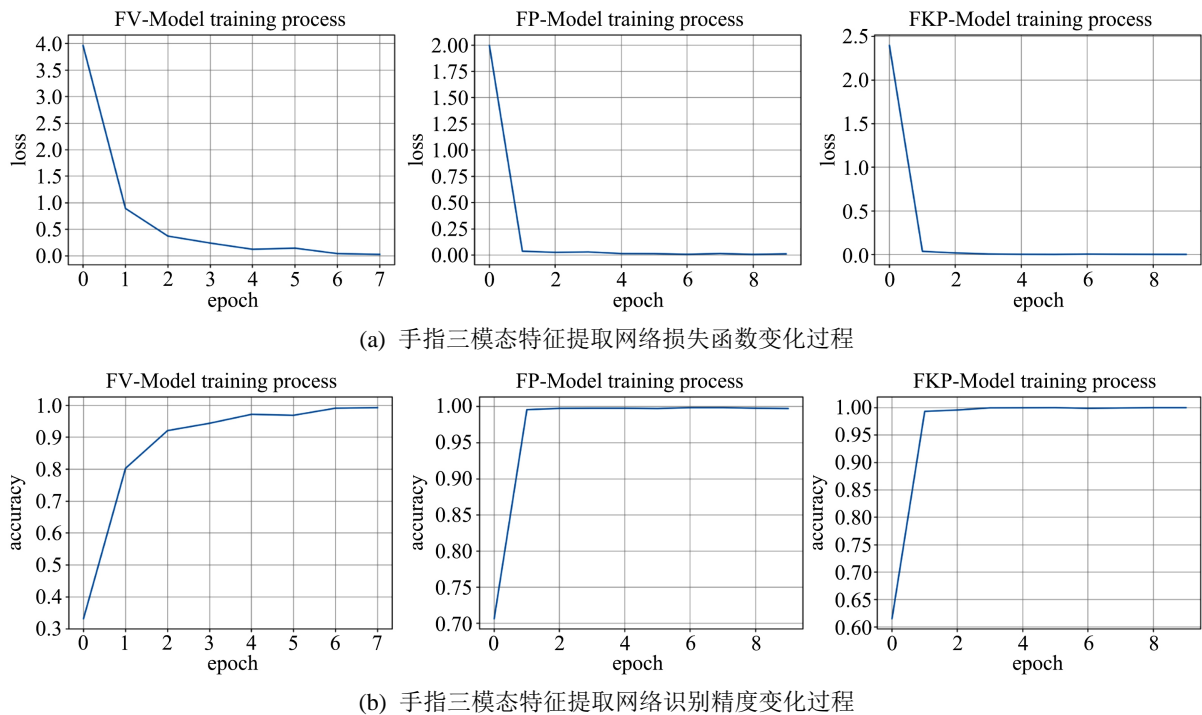 FV-Model training process
4.0
3.5
3.0
2.5
2.0
1.5
1.0
0.5
0.0
loss
0 1 2 3 4 5 6 7
epoch
FP-Model training process
2.00
1.75
1.50
1.25
1.00
0.75
0.50
0.25
0.00
loss
0 2 4 6 8
epoch
FKP-Model training process
2.5
2.0
1.5
1.0
0.5
0.0
loss
0 2 4 6 8
epoch
(a) 手指三模态特征提取网络损失函数变化过程
FV-Model training process
1.0
0.9
0.8
0.7
0.6
0.5
0.4
0.3
accuracy
0 1 2 3 4 5 6 7
epoch
FP-Model training process
1.00
0.95
0.90
0.85
0.80
0.75
0.70
accuracy
0 2 4 6 8
epoch
FKP-Model training process
1.00
0.95
0.90
0.85
0.80
0.75
0.70
0.65
0.60
accuracy
0 2 4 6 8
epoch
(b) 手指三模态特征提取网络识别精度变化过程